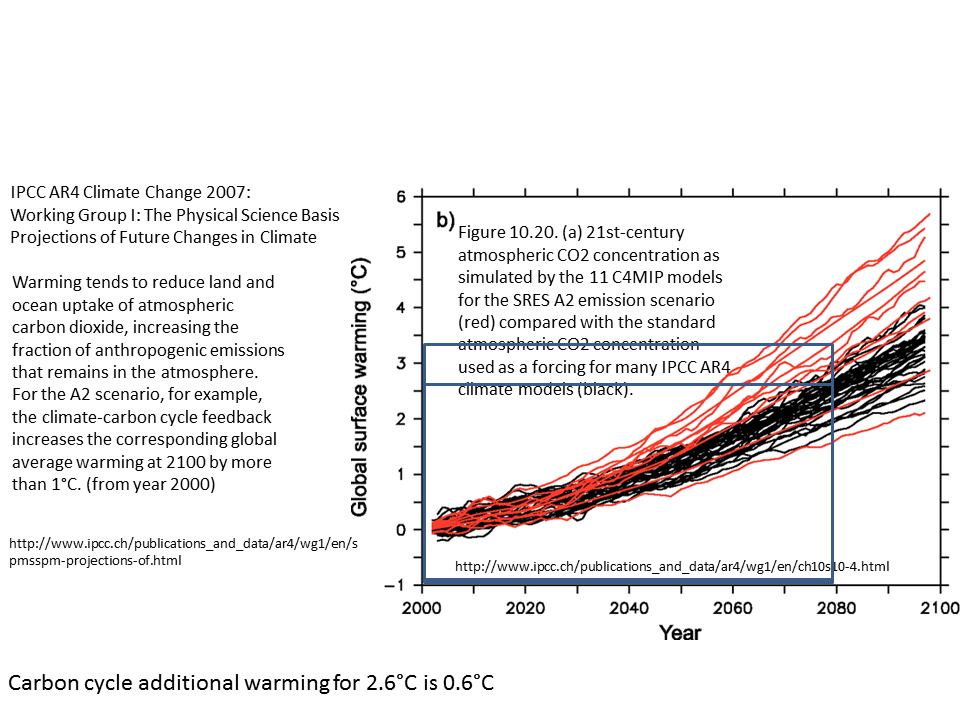 IPCC AR4 Climate Change 2007:
Working Group I: The Physical Science Basis
Projections of Future Changes in Climate
Warming tends to reduce land and
ocean uptake of atmospheric
carbon dioxide, increasing the
fraction of anthropogenic emissions
that remains in the atmosphere.
For the A2 scenario, for example,
the climate-carbon cycle feedback
increases the corresponding global
average warming at 2100 by more
than 1°C. (from year 2000)
http://www.ipcc.ch/publications_and_data/ar4/wg1/en/s
pmsspm-projections-of.html
Global surface warming (°C)
6
5
4
3
2
1
0
−1
b)
Figure 10.20. (a) 21st-century
atmospheric CO2 concentration as
simulated by the 11 C4MIP models
for the SRES A2 emission scenario
(red) compared with the standard
atmospheric CO2 concentration
used as a forcing for many IPCC AR4
climate models (black).
http://www.ipcc.ch/publications_and_data/ar4/wg1/en/ch10s10-4.html
2000 2020 2040 2060 2080 2100
Year
Carbon cycle additional warming for 2.6°C is 0.6°C